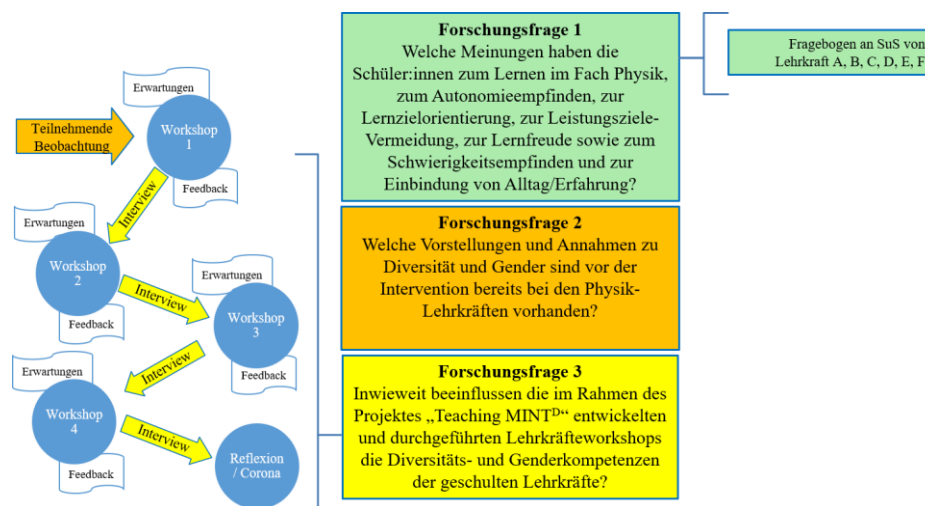 Erwartungen
Teilnehmende
Beobachtung
Workshop
1
Feedback
Interview
Erwartungen
Workshop
2
Feedback
Interview
Erwartungen
Workshop
3
Feedback
Interview
Erwartungen
Workshop
4
Feedback
Interview
Reflexion
/ Corona
Forschungsfrage 1
Welche Meinungen haben die
Schüler:innen zum Lernen im Fach Physik,
zum Autonomieempfinden, zur
Lernzielorientierung, zur Leistungsziele-
Vermeidung, zur Lernfreude sowie zum
Schwierigkeitsempfinden und zur
Einbindung von Alltag/Erfahrung?
Fragebogen an SuS von
Lehrkraft A, B, C, D, E, F
Forschungsfrage 2
Welche Vorstellungen und Annahmen zu
Diversität und Gender sind vor der
Intervention bereits bei den Physik-
Lehrkräften vorhanden?
Forschungsfrage 3
Inwieweit beeinflussen die im Rahmen des
Projektes „Teaching MINTᴰ“ entwickelten
und durchgeführten Lehrkräfteworkshops
die Diversitäts- und Genderkompetenzen
der geschulten Lehrkräfte?